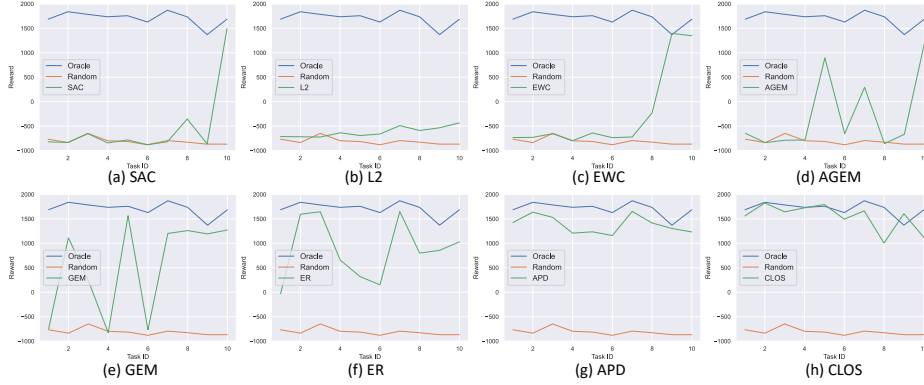 2000
1500
1000
500
0
−500
−1000
Reward
Oracle
Random
SAC
2 4 6 8 10
Task ID
(a) SAC
2000
1500
1000
500
0
−500
−1000
Reward
Oracle
Random
L2
2 4 6 8 10
Task ID
(b) L2
2000
1500
1000
500
0
−500
−1000
Reward
Oracle
Random
EWC
2 4 6 8 10
Task ID
(c) EWC
2000
1500
1000
500
0
−500
−1000
Reward
Oracle
Random
AGEM
2 4 6 8 10
Task ID
(d) AGEM
2000
1500
1000
500
0
−500
−1000
Reward
Oracle
Random
GEM
2 4 6 8 10
Task ID
(e) GEM
2000
1500
1000
500
0
−500
−1000
Reward
Oracle
Random
ER
2 4 6 8 10
Task ID
(f) ER
2000
1500
1000
500
0
−500
−1000
Reward
Oracle
Random
APD
2 4 6 8 10
Task ID
(g) APD
2000
1500
1000
500
0
−500
−1000
Reward
Oracle
Random
CLOS
2 4 6 8 10
Task ID
(h) CLOS